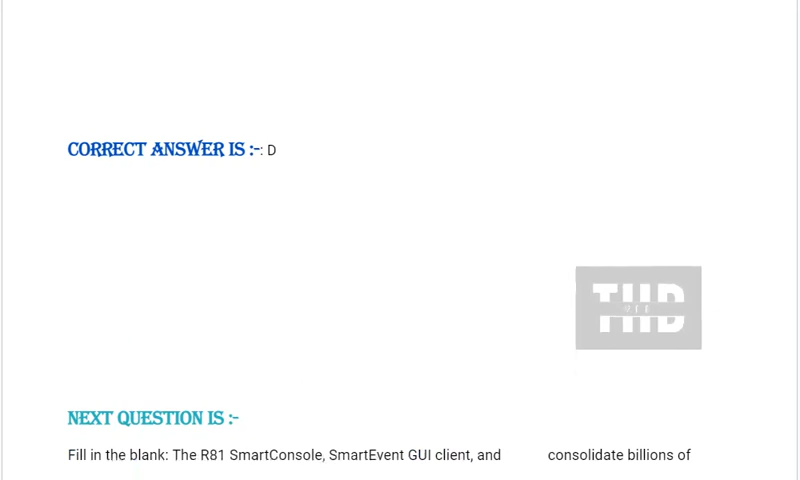 CORRECT ANSWER IS :-: D
THD
NEXT QUESTION IS :-
Fill in the blank: The R81 SmartConsole, SmartEvent GUI client, and consolidate billions of